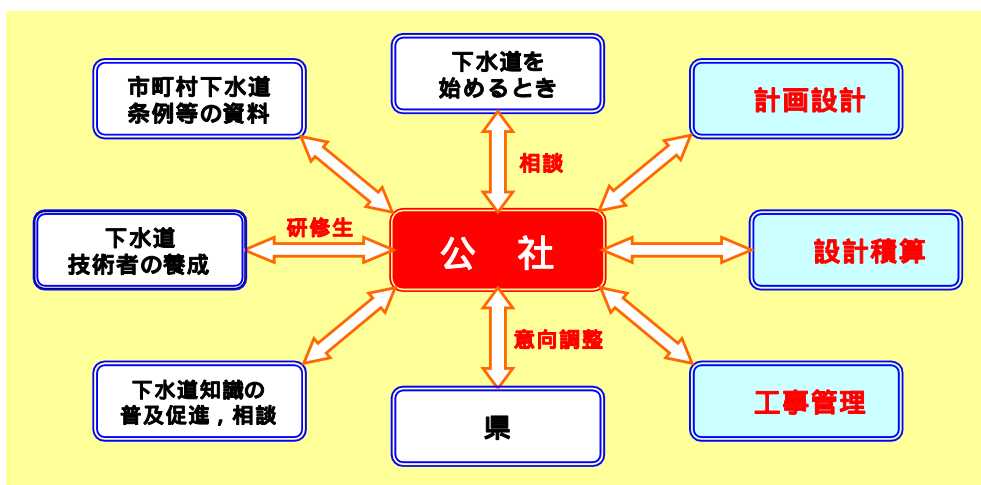 下水道を
始めるとき
市町村下水道
条例等の資料
計画設計
相談
研修生
下水道
技術者の養成
公　社
設計積算
意向調整
下水道知識の
普及促進，相談
県
工事管理